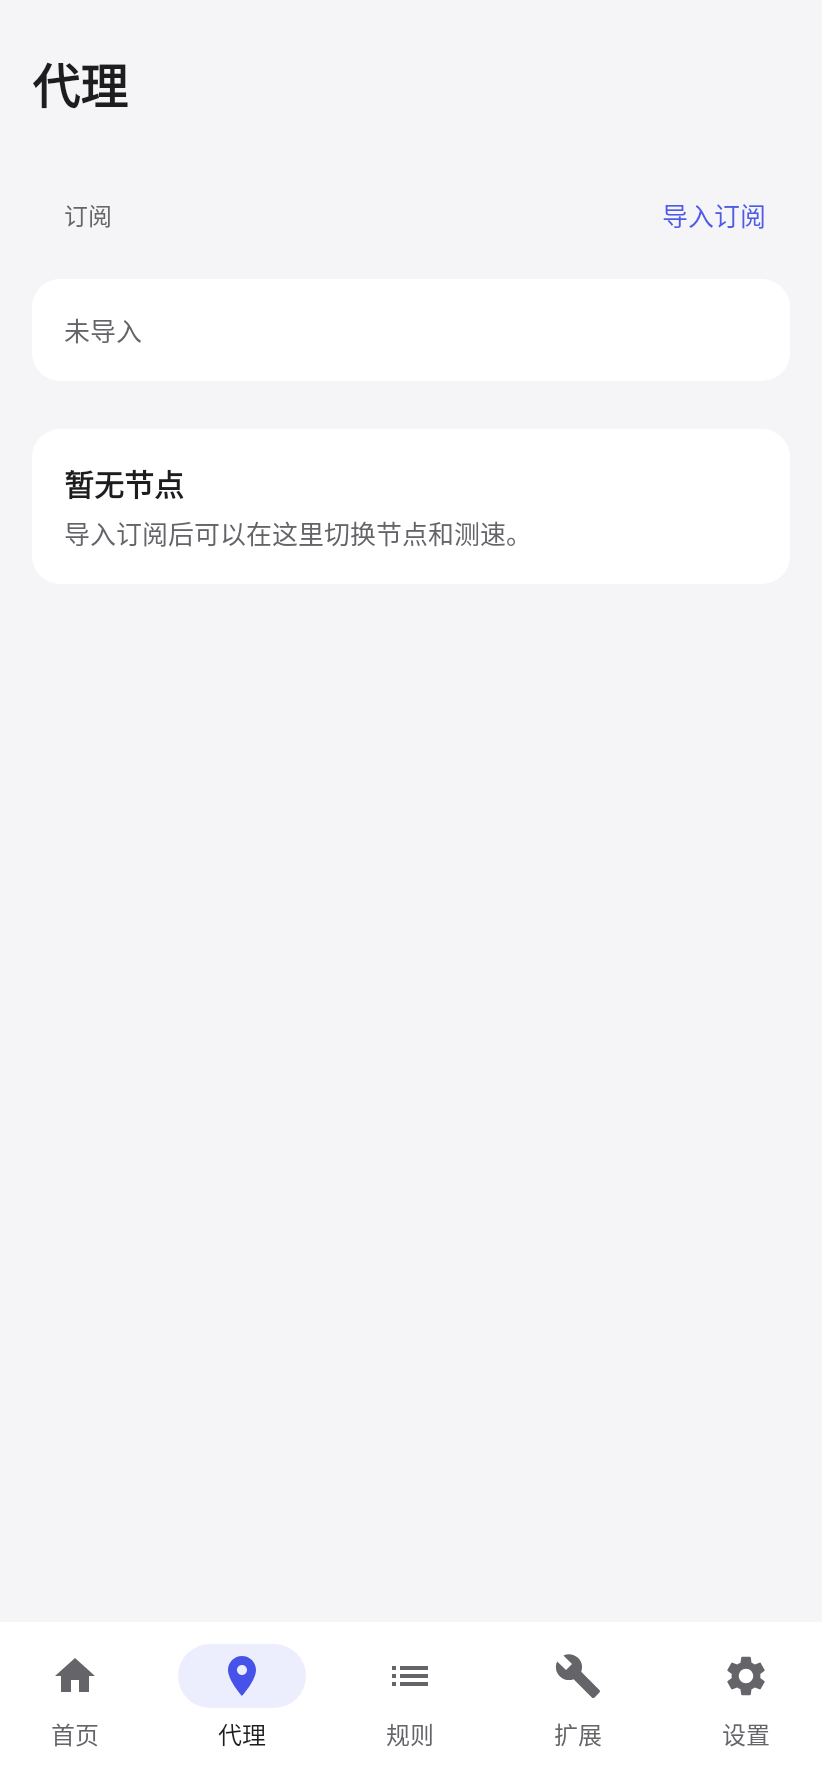 代理
订阅
导入订阅
未导入
暂无节点
导入订阅后可以在这里切换节点和测速。
首页
代理
规则
扩展
设置